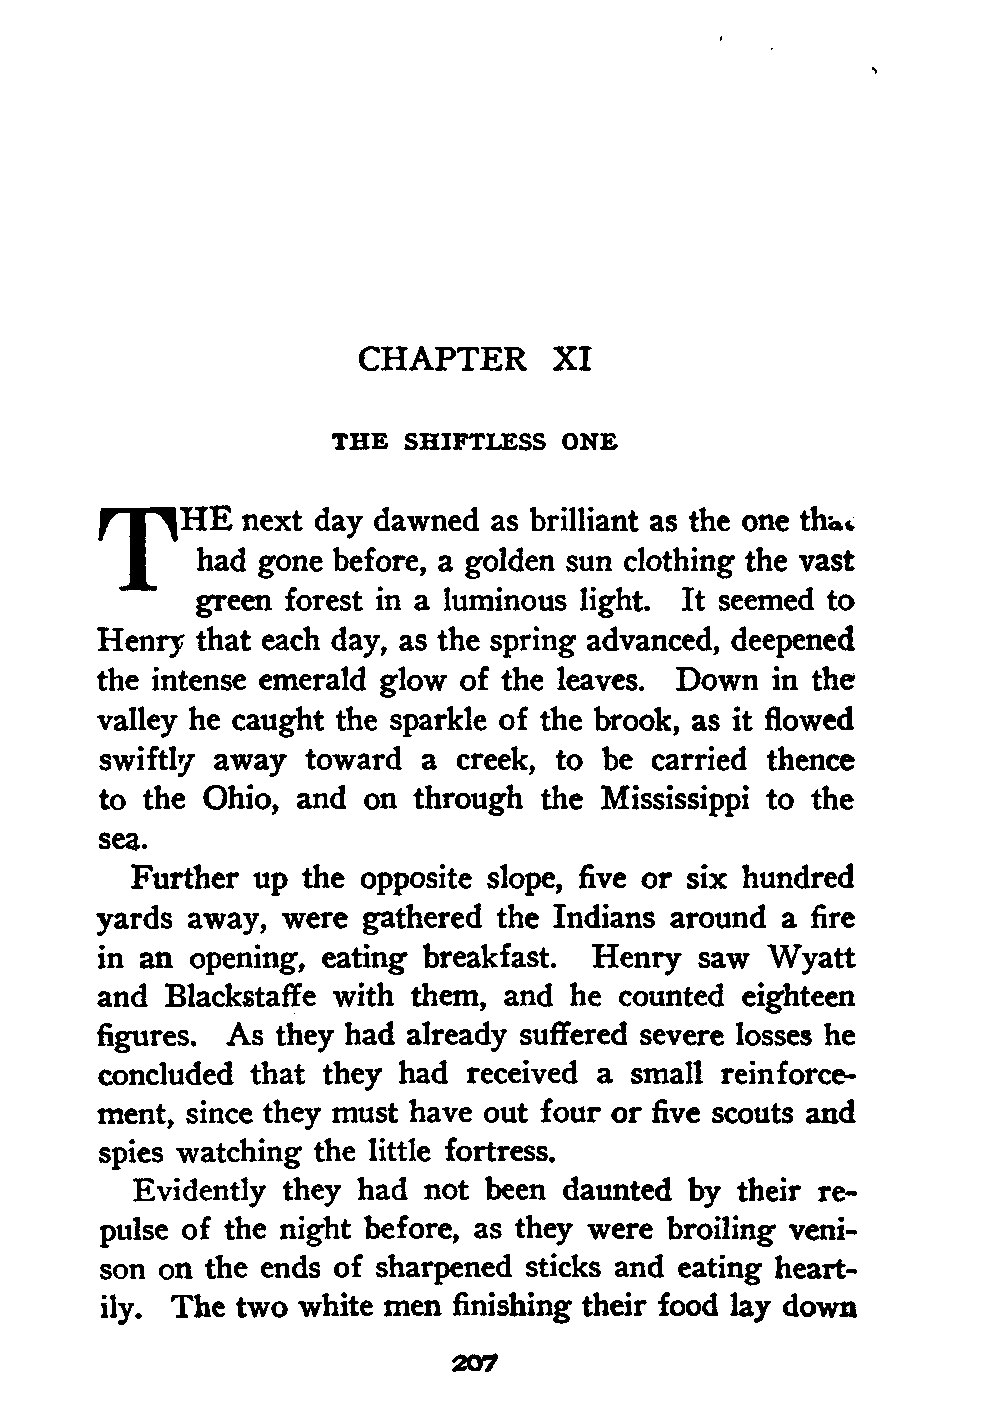 CHAPTER XI
THE SHIFTLESS ONE
THE next day dawned as brilliant as the one that
had gone before, a golden sun clothing the vast
green forest in a luminous light. It seemed to
Henry that each day, as the spring advanced, deepened
the intense emerald glow of the leaves. Down in the
valley he caught the sparkle of the brook, as it flowed
swiftly away toward a creek, to be carried thence
to the Ohio, and on through the Mississippi to the
sea.
Further up the opposite slope, five or six hundred
yards away, were gathered the Indians around a fire
in an opening, eating breakfast. Henry saw Wyatt
and Blackstaffe with them, and he counted eighteen
figures. As they had already suffered severe losses he
concluded that they had received a small reinforce-
ment, since they must have out four or five scouts and
spies watching the little fortress.
Evidently they had not been daunted by their re-
pulse of the night before, as they were broiling veni-
son on the ends of sharpened sticks and eating heart-
ily. The two white men finishing their food lay down
207